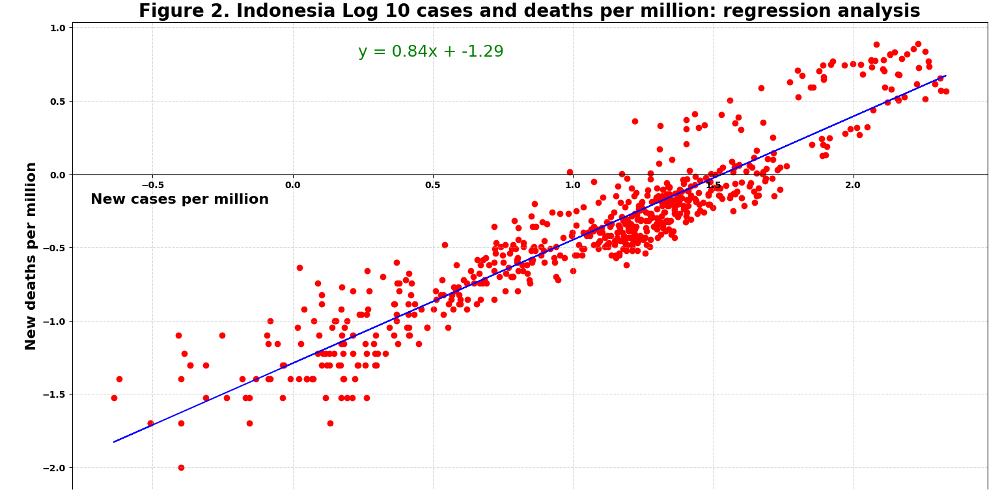 Figure 2. Indonesia Log 10 cases and deaths per million: regression analysis
1.0
y = 0.84x + -1.29
0.5
0.0
−0.5 0.0 0.5 1.0 1.5 2.0
New cases per million
New deaths per million
−0.5
−1.0
−1.5
−2.0